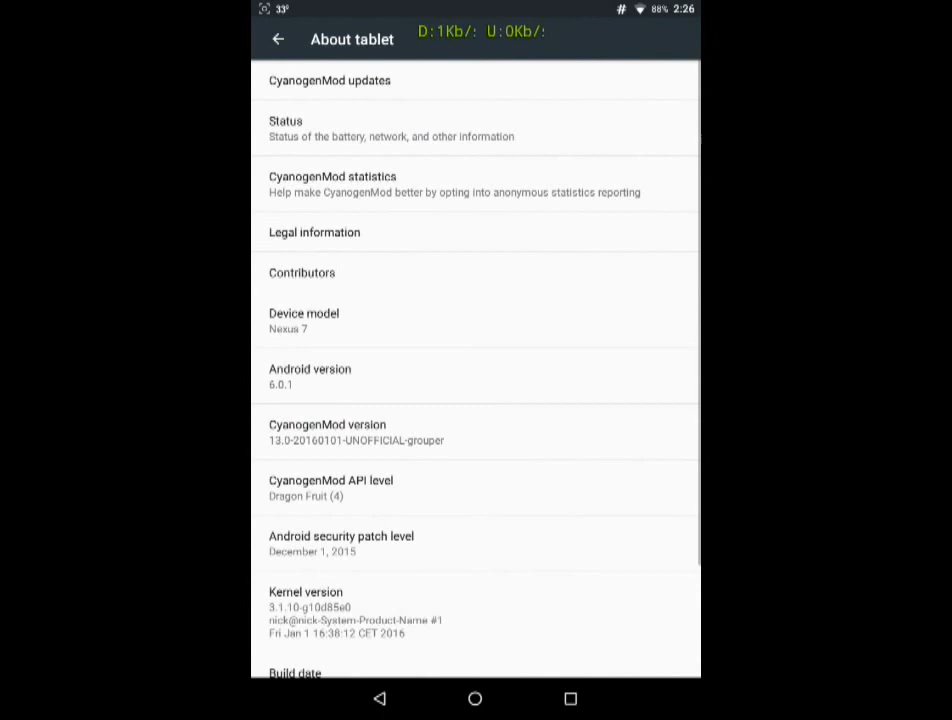 33° # 88% 2:26
About tablet D:1Kb/: U:0Kb/:
CyanogenMod updates
Status
Status of the battery, network, and other information
CyanogenMod statistics
Help make CyanogenMod better by opting into anonymous statistics reporting
Legal information
Contributors
Device model
Nexus 7
Android version
6.0.1
CyanogenMod version
13.0-20160101-UNOFFICIAL-grouper
CyanogenMod API level
Dragon Fruit (4)
Android security patch level
December 1, 2015
Kernel version
3.1.10-g10d85e0
nick@nick-System-Product-Name #1
Fri Jan 1 16:38:12 CET 2016
Build date